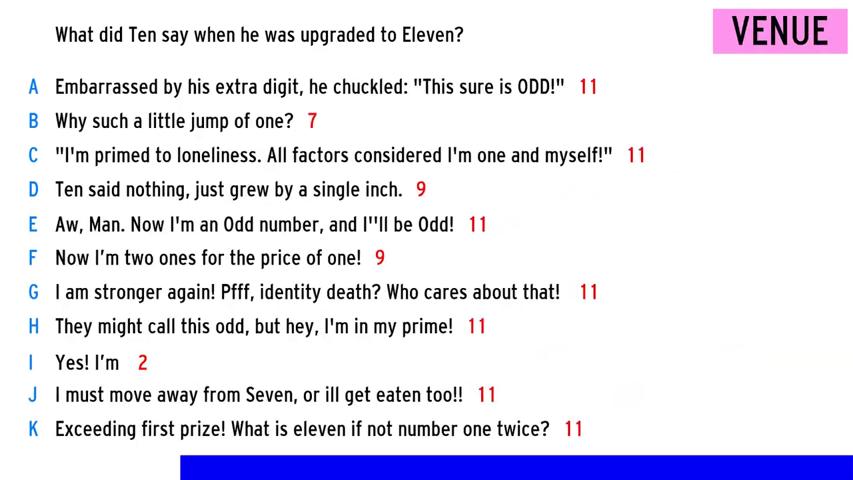 VENUE
What did Ten say when he was upgraded to Eleven?
A Embarrassed by his extra digit, he chuckled: "This sure is ODD!" 11
B Why such a little jump of one? 7
C "I'm primed to loneliness. All factors considered I'm one and myself!" 11
D Ten said nothing, just grew by a single inch. 9
E Aw, Man. Now I'm an Odd number, and I''ll be Odd! 11
F Now I’m two ones for the price of one! 9
G I am stronger again! Pfff, identity death? Who cares about that! 11
H They might call this odd, but hey, I'm in my prime! 11
I Yes! I’m 2
J I must move away from Seven, or ill get eaten too!! 11
K Exceeding first prize! What is eleven if not number one twice? 11